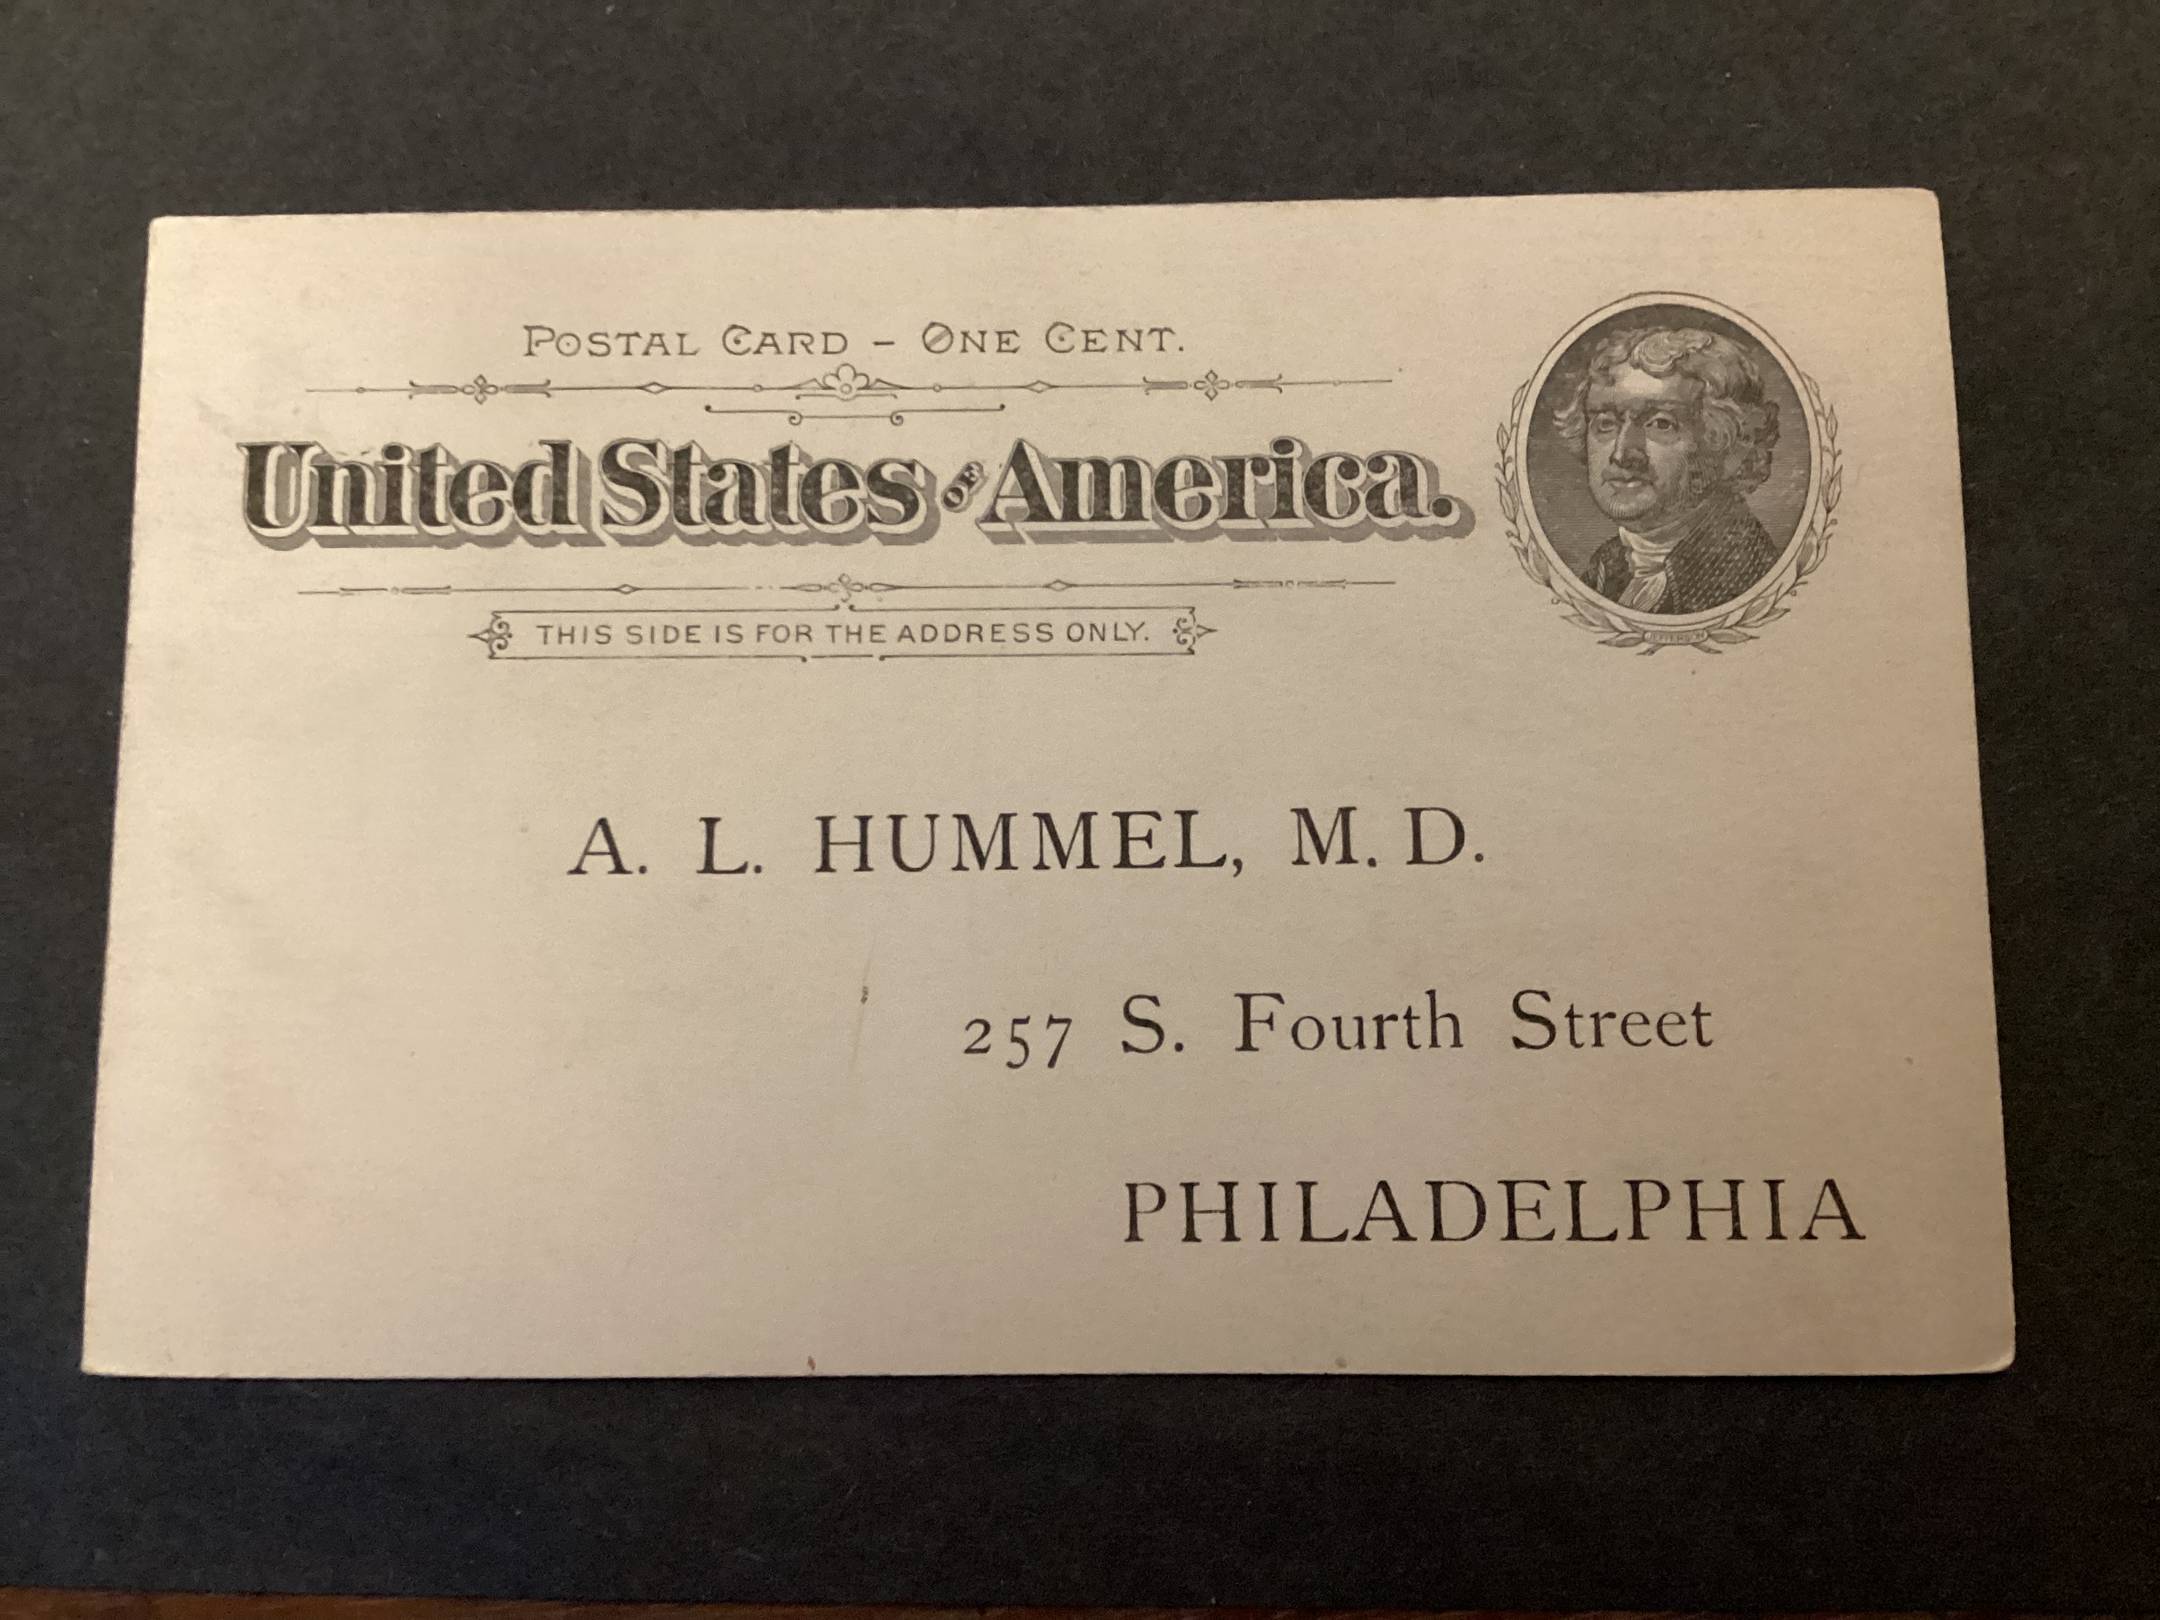 POSTAL CARD – ONE CENT.
United States OF America.
THIS SIDE IS FOR THE ADDRESS ONLY.
JEFFERSON
A. L. HUMMEL, M. D.
257 S. Fourth Street
PHILADELPHIA